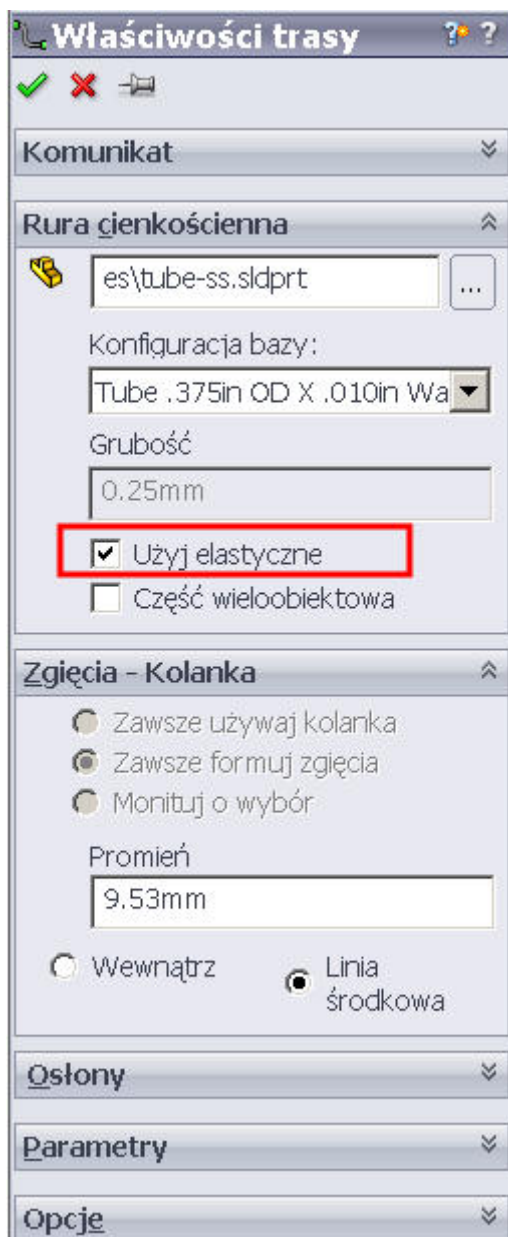 Właściwości trasy
Komunikat
Rura cienkościenna
es\tube-ss.sldprt
...
Konfiguracja bazy:
Tube .375in OD X .010in Wa
Grubość
0.25mm
Użyj elastyczne
Część wieloobiektowa
Zgięcia - Kolanka
Zawsze używaj kolanka
Zawsze formuj zgięcia
Monituj o wybór
Promień
9.53mm
Wewnątrz
Linia
środkowa
Osłony
Parametry
Opcje